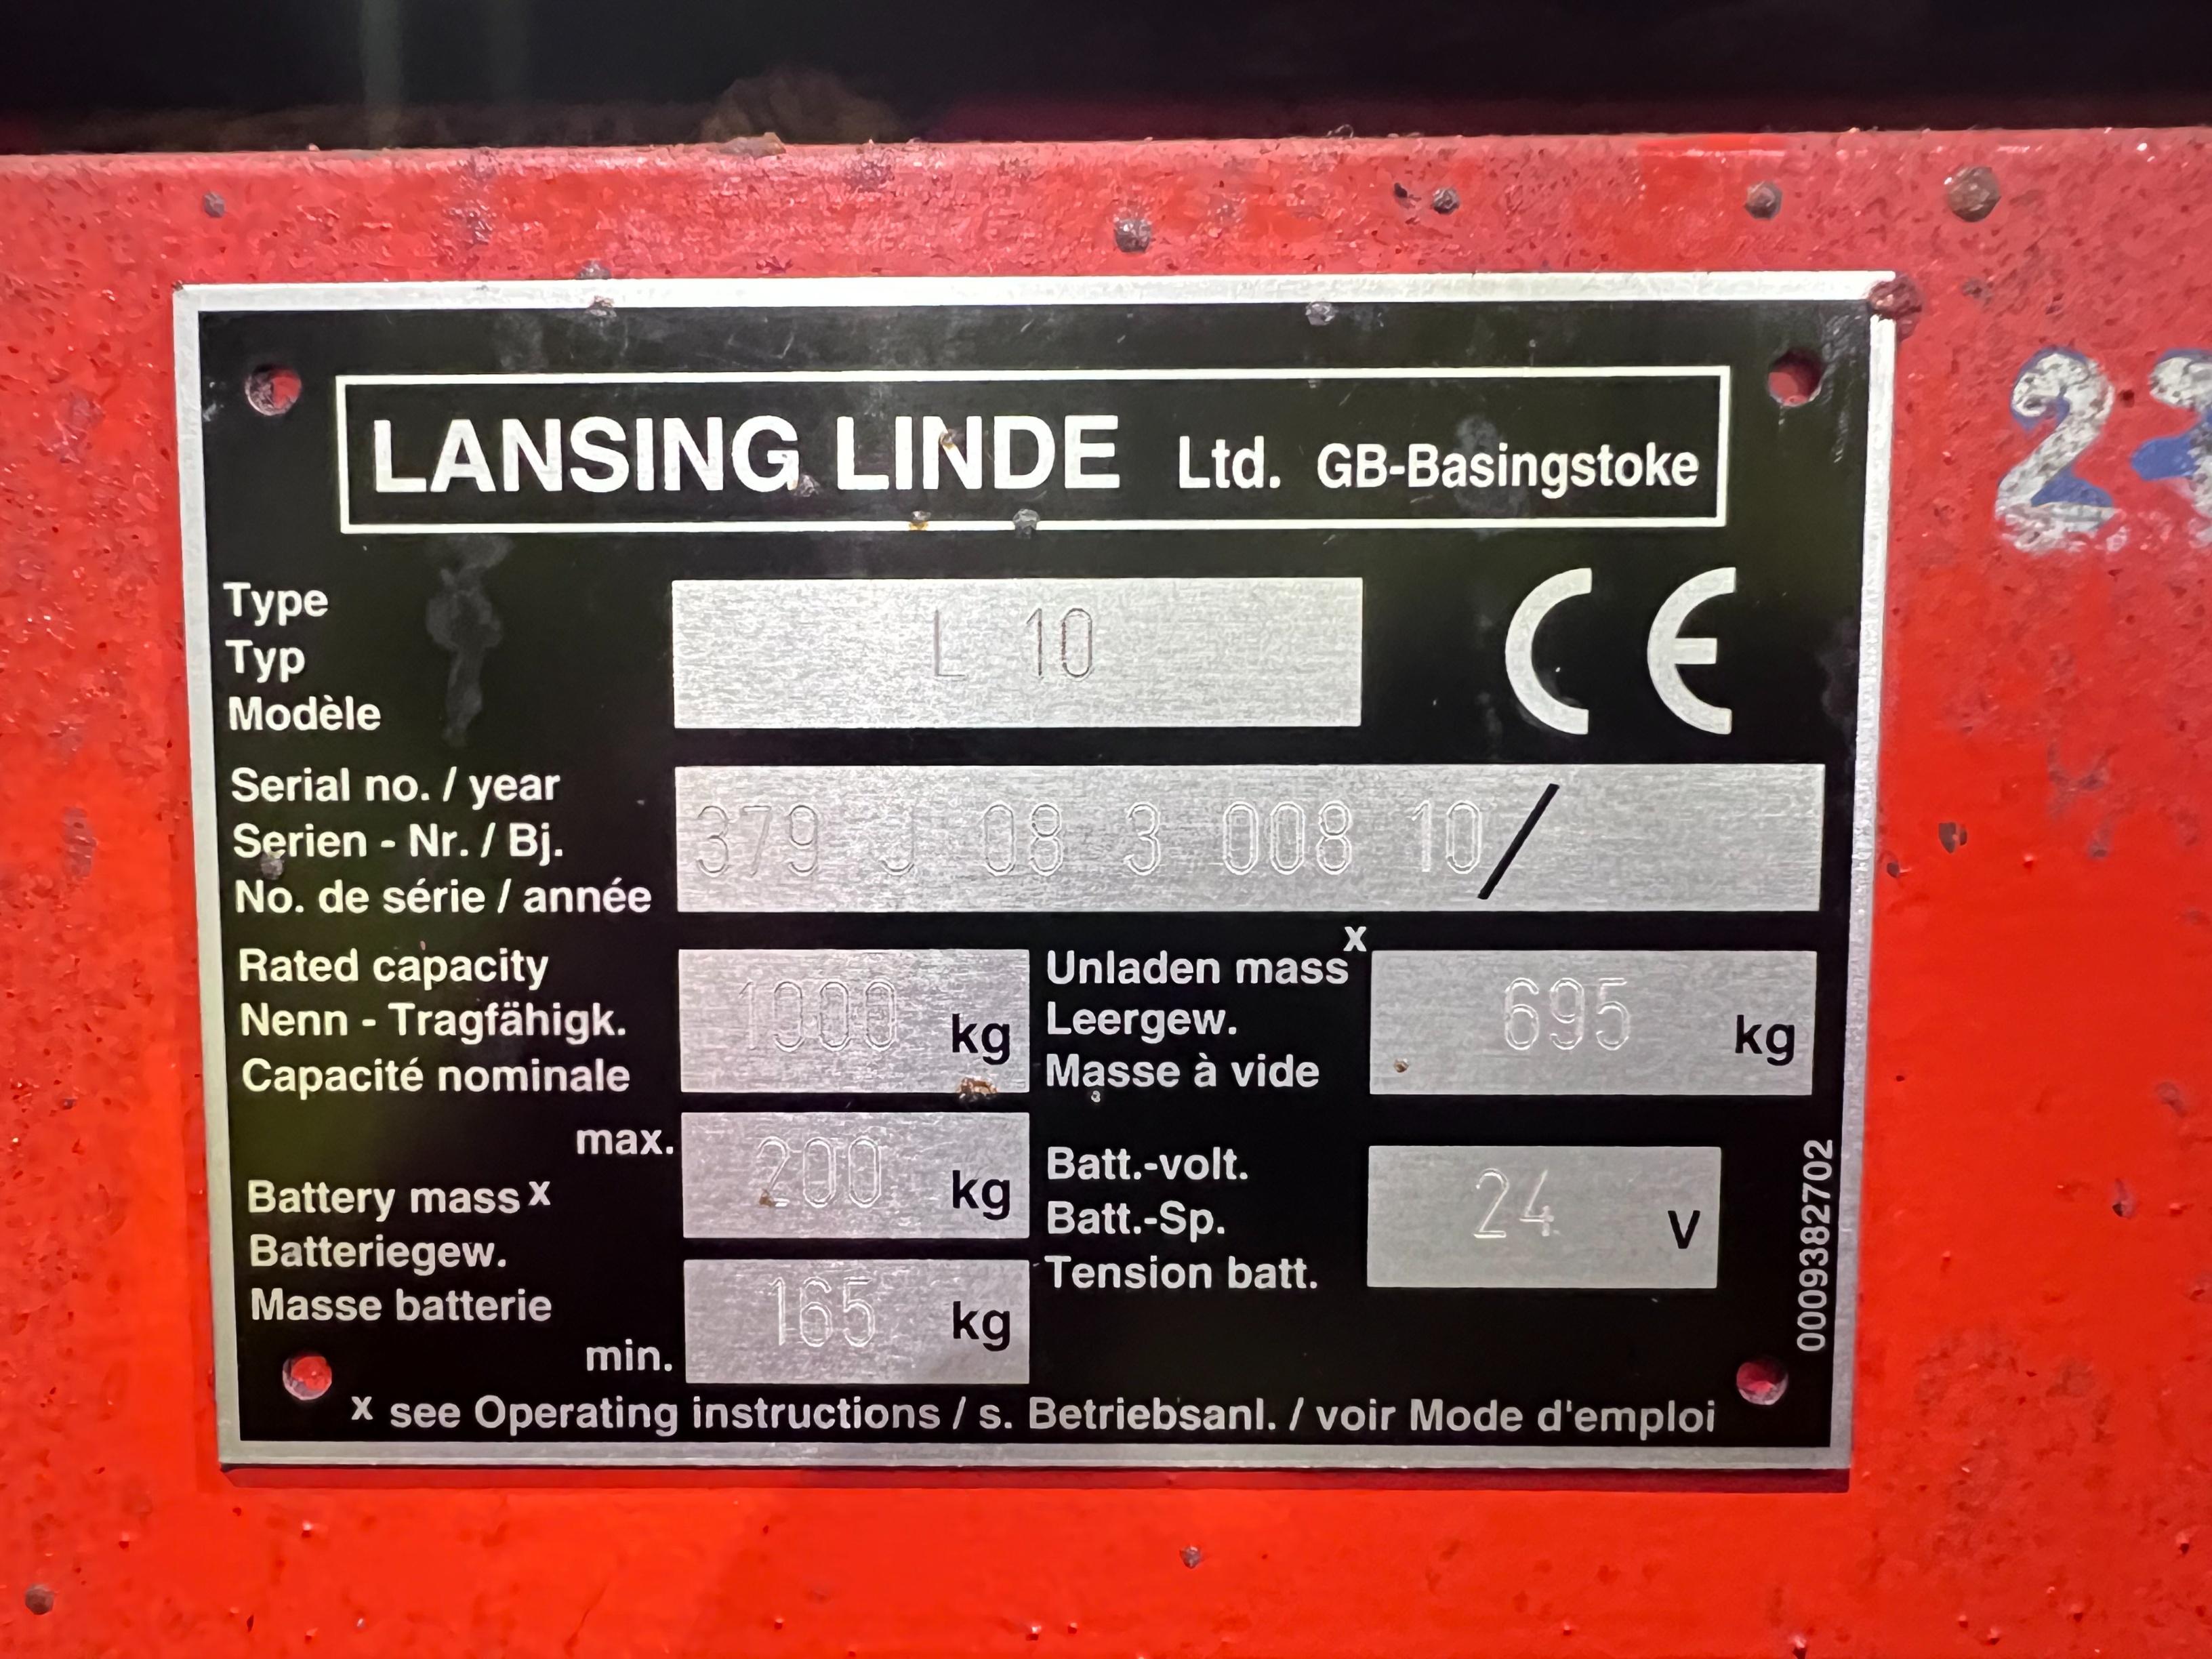 LANSING LINDE Ltd. GB-Basingstoke
Type
Typ
Modèle
L 10
CE
Serial no. / year
Serien - Nr. / Bj.
No. de série / année
379 J 08 3 008 10 /
Rated capacity
Nenn - Tragfähigk.
Capacité nominale
1000 kg
Unladen mass x
Leergew.
Masse à vide
695 kg
max.
200 kg
Battery mass x
Batteriegew.
Masse batterie
min.
165 kg
Batt.-volt.
Batt.-Sp.
Tension batt.
24 V
0009382702
x see Operating instructions / s. Betriebsanl. / voir Mode d'emploi